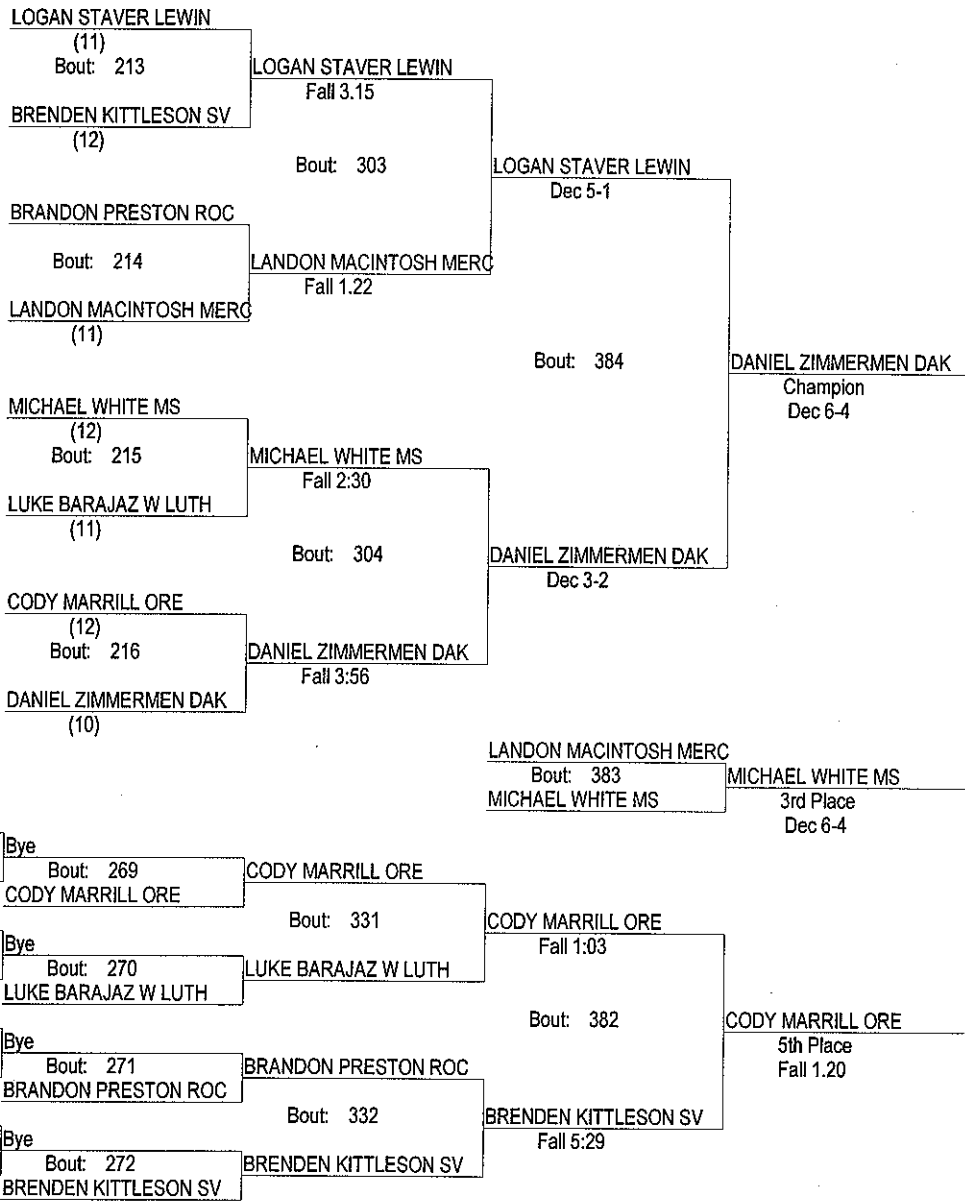 LOGAN STAVER LEWIN
(11)
Bout: 213
LOGAN STAVER LEWIN
Fall 3.15
BRENDEN KITTLESON SV
(12)
Bout: 303
LOGAN STAVER LEWIN
Dec 5-1
BRANDON PRESTON ROC
Bout: 214
LANDON MACINTOSH MERC
Fall 1.22
LANDON MACINTOSH MERC
(11)
Bout: 384
DANIEL ZIMMERMEN DAK
Champion
Dec 6-4
MICHAEL WHITE MS
(12)
Bout: 215
MICHAEL WHITE MS
Fall 2:30
LUKE BARAJAZ W LUTH
(11)
Bout: 304
DANIEL ZIMMERMEN DAK
Dec 3-2
CODY MARRILL ORE
(12)
Bout: 216
DANIEL ZIMMERMEN DAK
Fall 3:56
DANIEL ZIMMERMEN DAK
(10)
LANDON MACINTOSH MERC
Bout: 383
MICHAEL WHITE MS
MICHAEL WHITE MS
3rd Place
Dec 6-4
Bye
Bout: 269
CODY MARRILL ORE
CODY MARRILL ORE
Bout: 331
CODY MARRILL ORE
Fall 1:03
Bye
Bout: 270
LUKE BARAJAZ W LUTH
LUKE BARAJAZ W LUTH
Bout: 382
CODY MARRILL ORE
5th Place
Fall 1.20
Bye
Bout: 271
BRANDON PRESTON ROC
BRANDON PRESTON ROC
Bout: 332
BRENDEN KITTLESON SV
Fall 5:29
Bye
Bout: 272
BRENDEN KITTLESON SV
BRENDEN KITTLESON SV